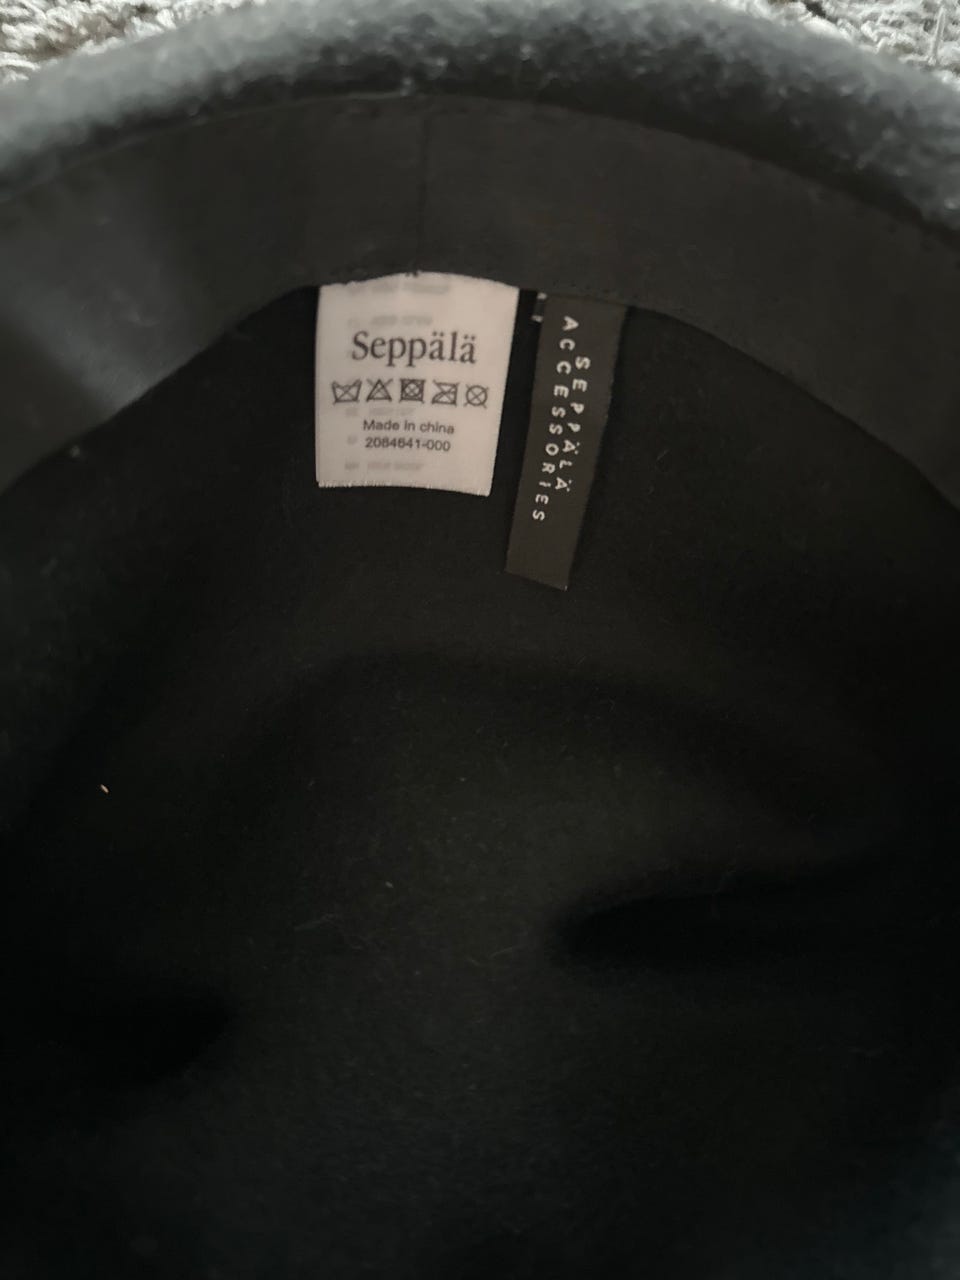 Seppälä
Made in china
2084641-000
SEPPÄLÄ
ACCESSORIES